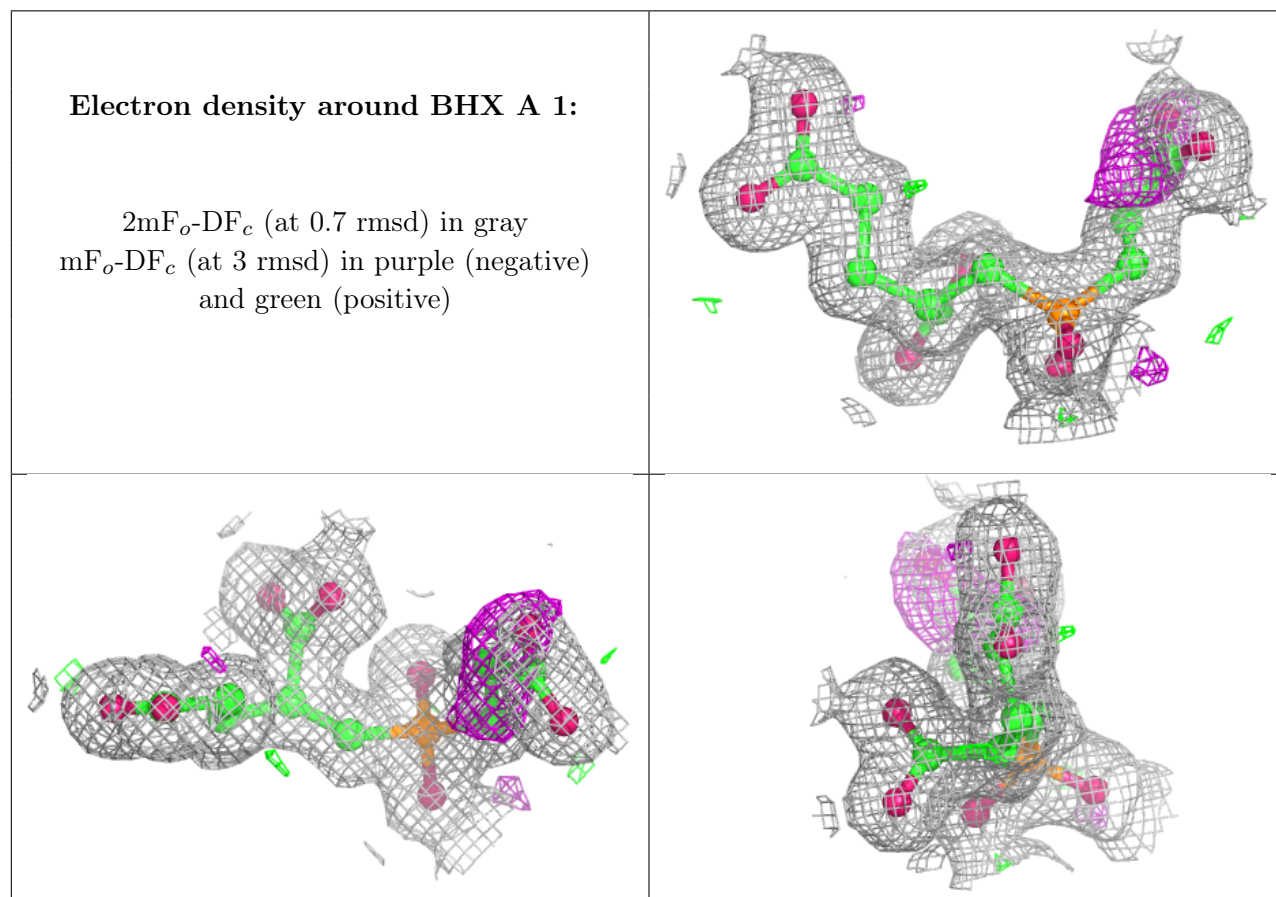 Electron density around BHX A 1:
2mFo-DFc (at 0.7 rmsd) in gray
mFo-DFc (at 3 rmsd) in purple (negative)
and green (positive)